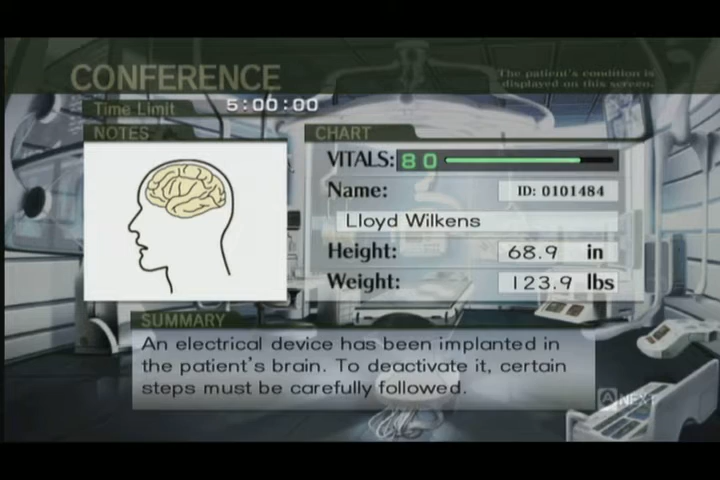 CONFERENCE
The patient's condition is
displayed on this screen.
Time Limit 5:00:00
NOTES
CHART
VITALS: 80
Name: ID: 0101484
Lloyd Wilkens
Height: 68.9 in
Weight: 123.9 lbs
SUMMARY
An electrical device has been implanted in
the patient's brain. To deactivate it, certain
steps must be carefully followed.
A NEXT